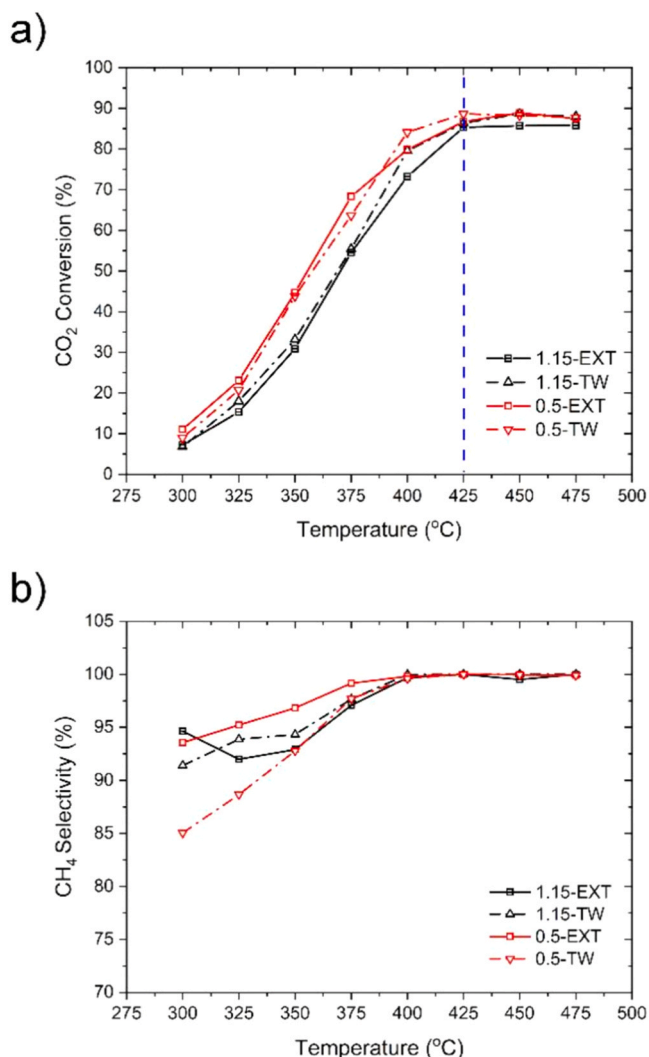 a)
100
90
80
70
60
50
40
30
20
10
0
CO2 Conversion (%)
1.15-EXT
1.15-TW
0.5-EXT
0.5-TW
275 300 325 350 375 400 425 450 475 500
Temperature (oC)
b)
105
100
95
90
85
80
75
70
CH4 Selectivity (%)
1.15-EXT
1.15-TW
0.5-EXT
0.5-TW
275 300 325 350 375 400 425 450 475 500
Temperature (oC)